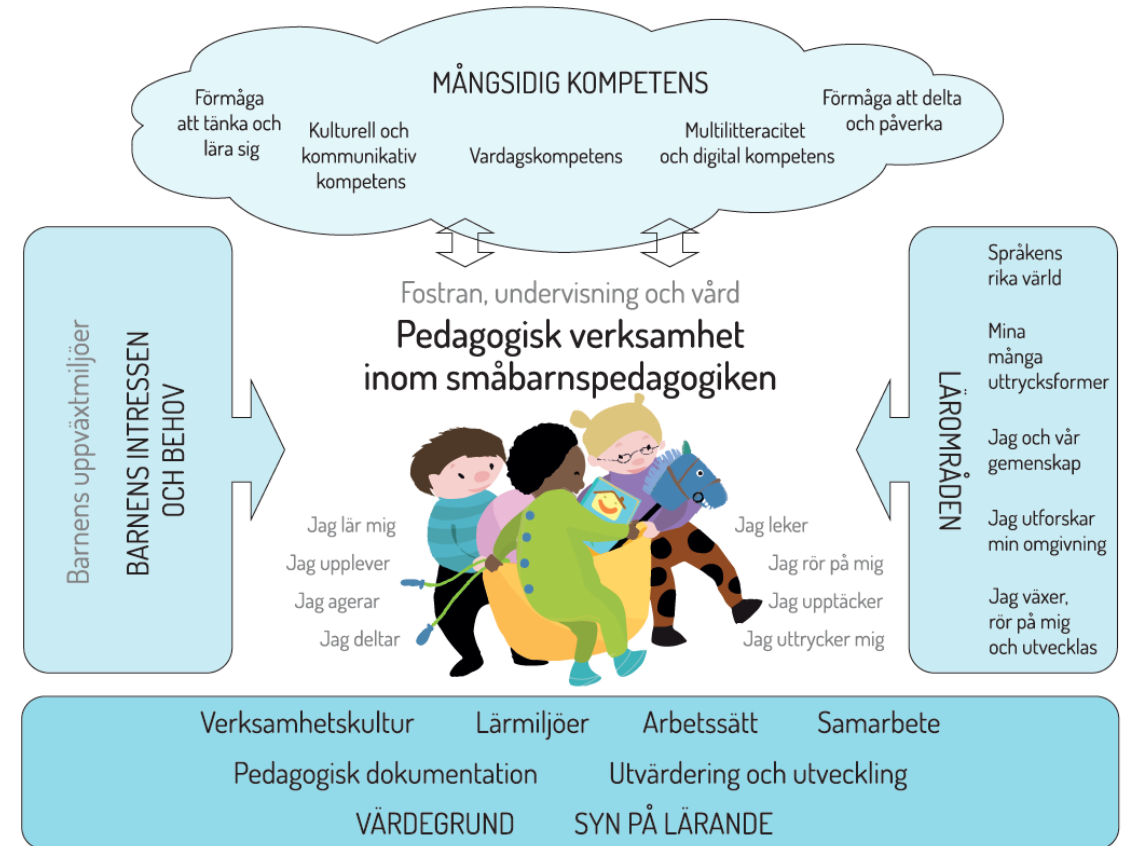 MÅNGSIDIG KOMPETENS
Förmåga
att tänka och
lära sig
Kulturell och
kommunikativ
kompetens
Vardagskompetens
Multilitteracitet
och digital kompetens
Förmåga att delta
och påverka
Barnens uppväxtmiljöer
BARNENS INTRESSEN
OCH BEHOV
Fostran, undervisning och vård
Pedagogisk verksamhet
inom småbarnspedagogiken
Jag lär mig
Jag upplever
Jag agerar
Jag deltar
Jag leker
Jag rör på mig
Jag upptäcker
Jag uttrycker mig
LÄROMRÅDEN
Språkens
rika värld
Mina
många
uttrycksformer
Jag och vår
gemenskap
Jag utforskar
min omgivning
Jag växer,
rör på mig
och utvecklas
Verksamhetskultur Lärmiljöer Arbetssätt Samarbete
Pedagogisk dokumentation Utvärdering och utveckling
VÄRDEGRUND SYN PÅ LÄRANDE